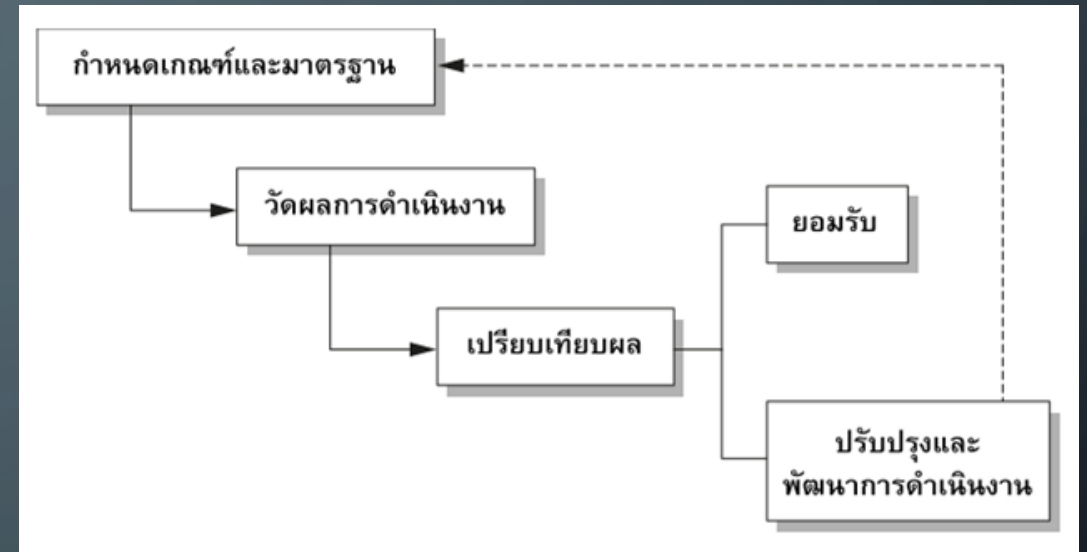 กำหนดเกณฑ์และมาตรฐาน
วัดผลการดำเนินงาน
ยอมรับ
เปรียบเทียบผล
ปรับปรุงและ
พัฒนาการดำเนินงาน